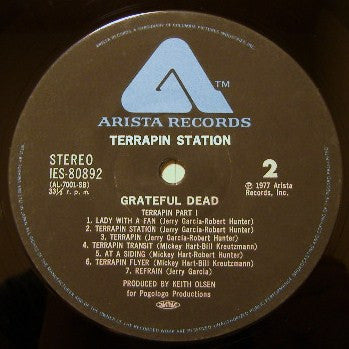 ARISTA RECORDS
TM
TERRAPIN STATION
STEREO
IES-80892
(AL-7001-SB)
33⅓ r. p. m.
2
℗ 1977 Arista
Records, Inc.
GRATEFUL DEAD
TERRAPIN PART I
1. LADY WITH A FAN (Jerry Garcia-Robert Hunter)
2. TERRAPIN STATION (Jerry Garcia-Robert Hunter)
3. TERRAPIN (Jerry Garcia-Robert Hunter)
4. TERRAPIN TRANSIT (Mickey Hart-Bill Kreutzmann)
5. AT A SIDING (Mickey Hart-Robert Hunter)
6. TERRAPIN FLYER (Mickey Hart-Bill Kreutzmann)
7. REFRAIN (Jerry Garcia)
PRODUCED BY KEITH OLSEN
for Pogologo Productions